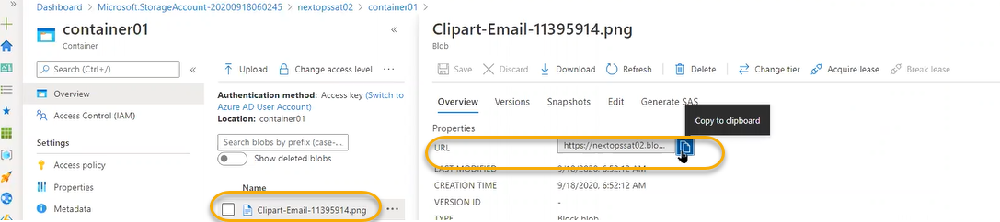 Dashboard > Microsoft.StorageAccount-20200918060245 > nextopssat02 > container01 >
container01
Container
«
Search (Ctrl+/)
«
Overview
Access Control (IAM)
Settings
Access policy
Properties
Metadata
Upload Change access level ...
Authentication method: Access key (Switch to
Azure AD User Account)
Location: container01
Search blobs by prefix (case-...
Show deleted blobs
Name
Clipart-Email-11395914.png ...
Clipart-Email-11395914.png
Blob
Save Discard Download Refresh Delete Change tier Acquire lease Break lease
Overview Versions Snapshots Edit Generate SAS
Copy to clipboard
Properties
URL https://nextopssat02.blo...
LAST MODIFIED 9/18/2020, 6:52:12 AM
CREATION TIME 9/18/2020, 6:52:12 AM
VERSION ID -
TYPE Block blob